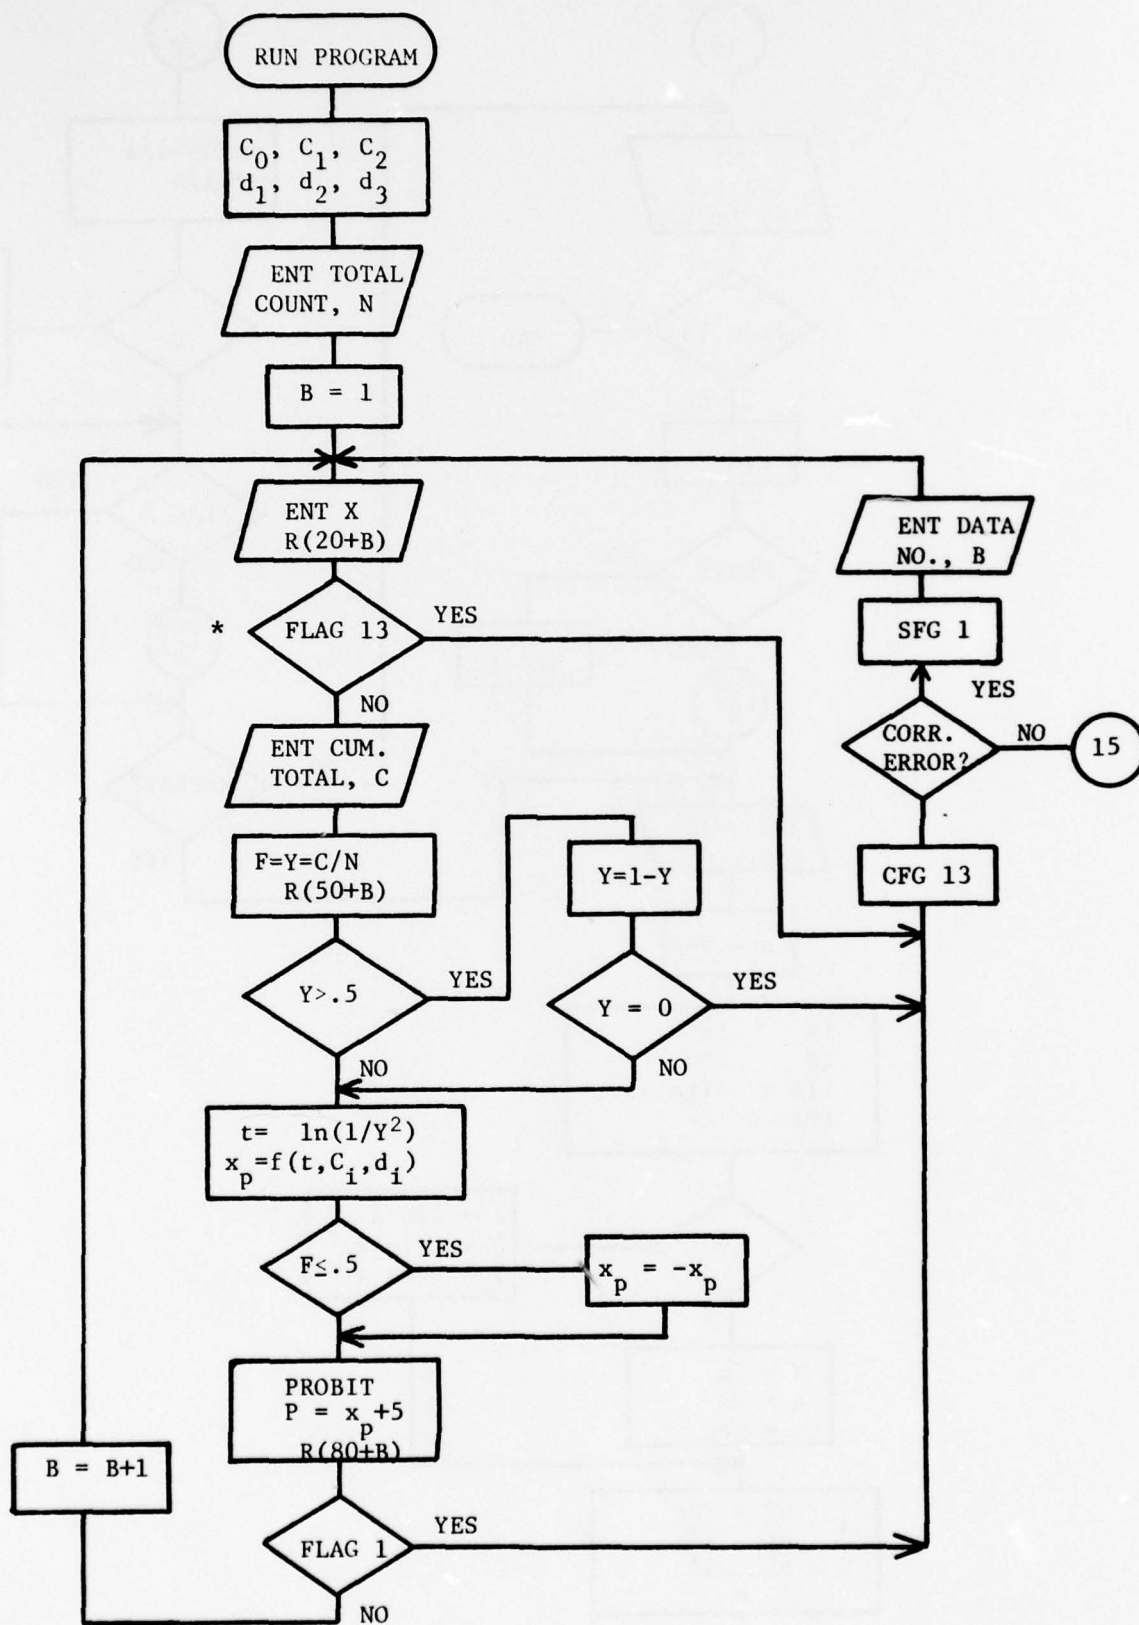 RUN PROGRAM
C0, C1, C2
d1, d2, d3
ENT TOTAL
COUNT, N
B = 1
ENT X
R(20+B)
* FLAG 13
YES
NO
ENT CUM.
TOTAL, C
F=Y=C/N
R(50+B)
Y>.5
YES
NO
Y=1-Y
Y = 0
YES
NO
t= ln(1/Y²)
xp=f(t,Ci,di)
F≤.5
YES
xp = -xp
PROBIT
P = xp+5
R(80+B)
FLAG 1
YES
NO
B = B+1
ENT DATA
NO., B
SFG 1
YES
CORR.
ERROR?
NO
15
CFG 13